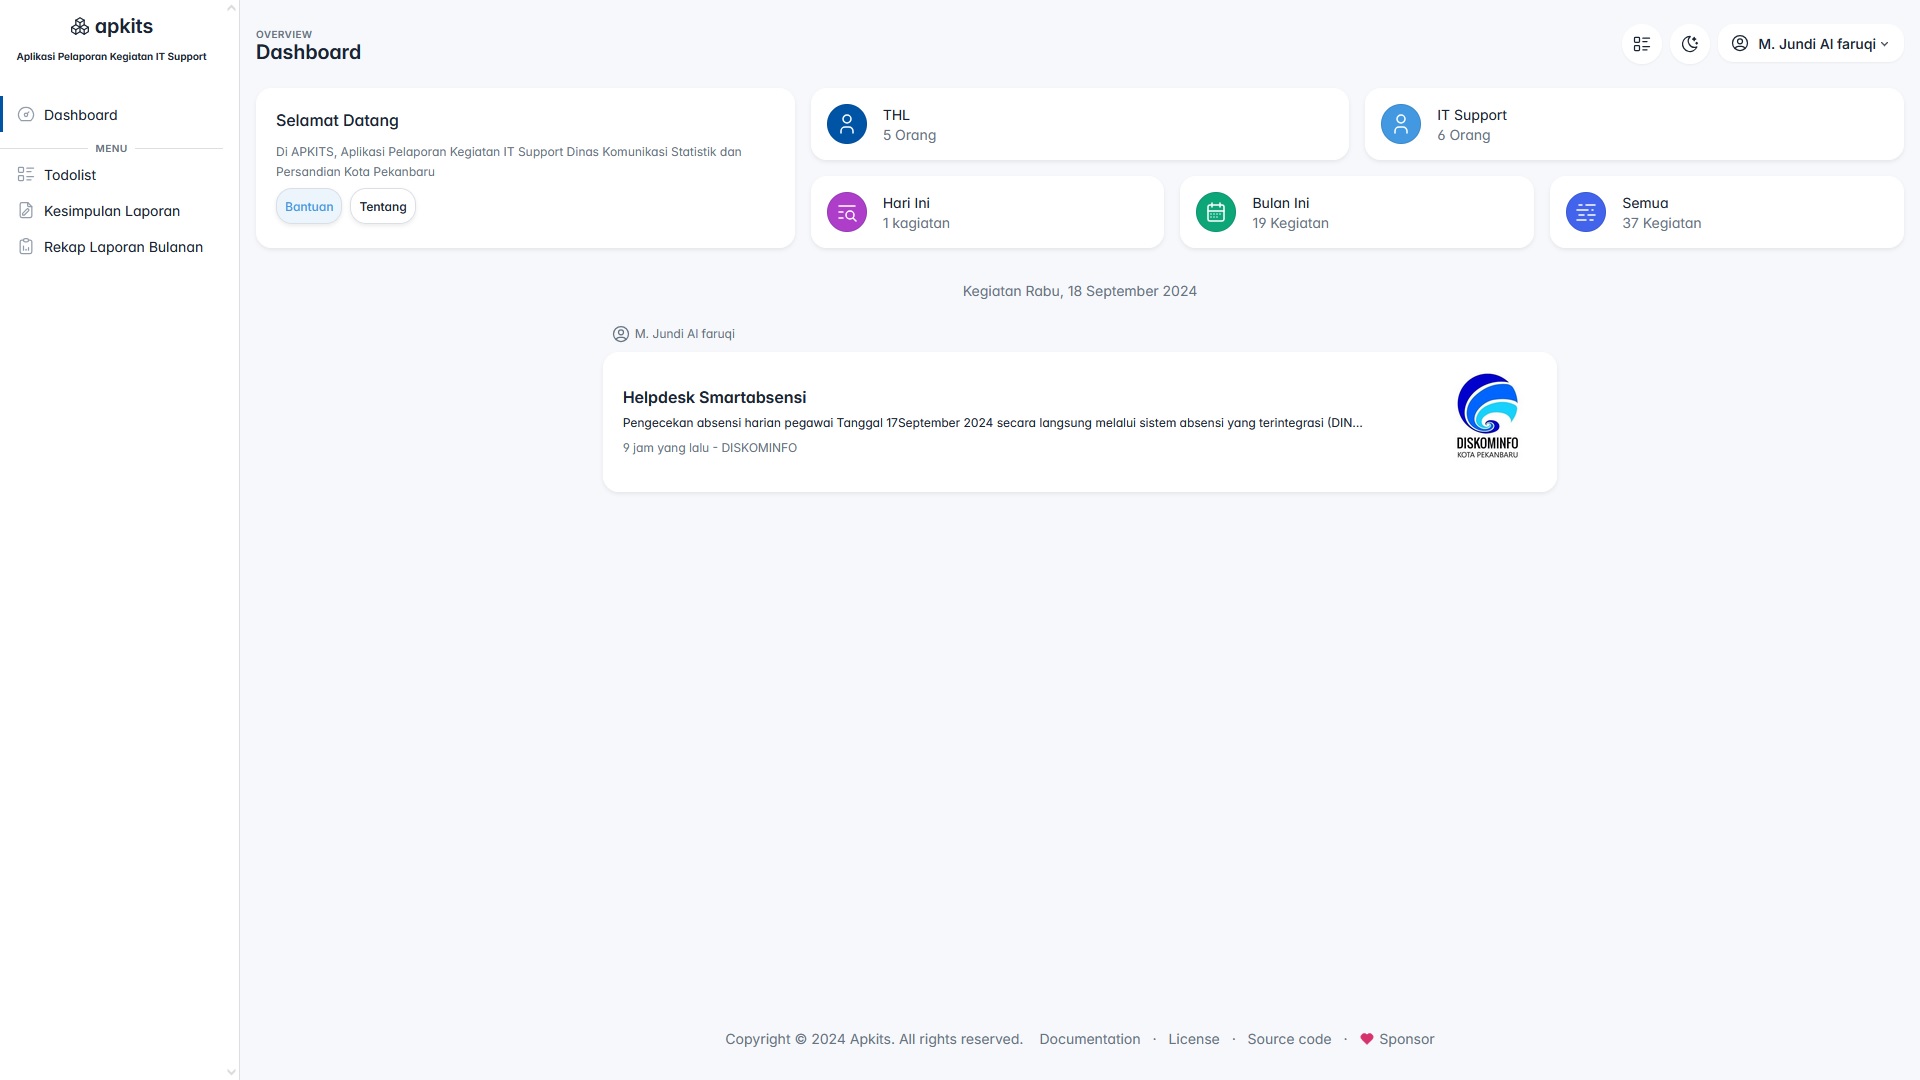 apkits
Aplikasi Pelaporan Kegiatan IT Support
Dashboard
MENU
Todolist
Kesimpulan Laporan
Rekap Laporan Bulanan
OVERVIEW
Dashboard
M. Jundi Al faruqi
Selamat Datang
Di APKITS, Aplikasi Pelaporan Kegiatan IT Support Dinas Komunikasi Statistik dan
Persandian Kota Pekanbaru
Bantuan
Tentang
THL
5 Orang
IT Support
6 Orang
Hari Ini
1 kagiatan
Bulan Ini
19 Kegiatan
Semua
37 Kegiatan
Kegiatan Rabu, 18 September 2024
M. Jundi Al faruqi
Helpdesk Smartabsensi
Pengecekan absensi harian pegawai Tanggal 17September 2024 secara langsung melalui sistem absensi yang terintegrasi (DIN...
9 jam yang lalu - DISKOMINFO
DISKOMINFO
KOTA PEKANBARU
Copyright © 2024 Apkits. All rights reserved. Documentation · License · Source code · Sponsor